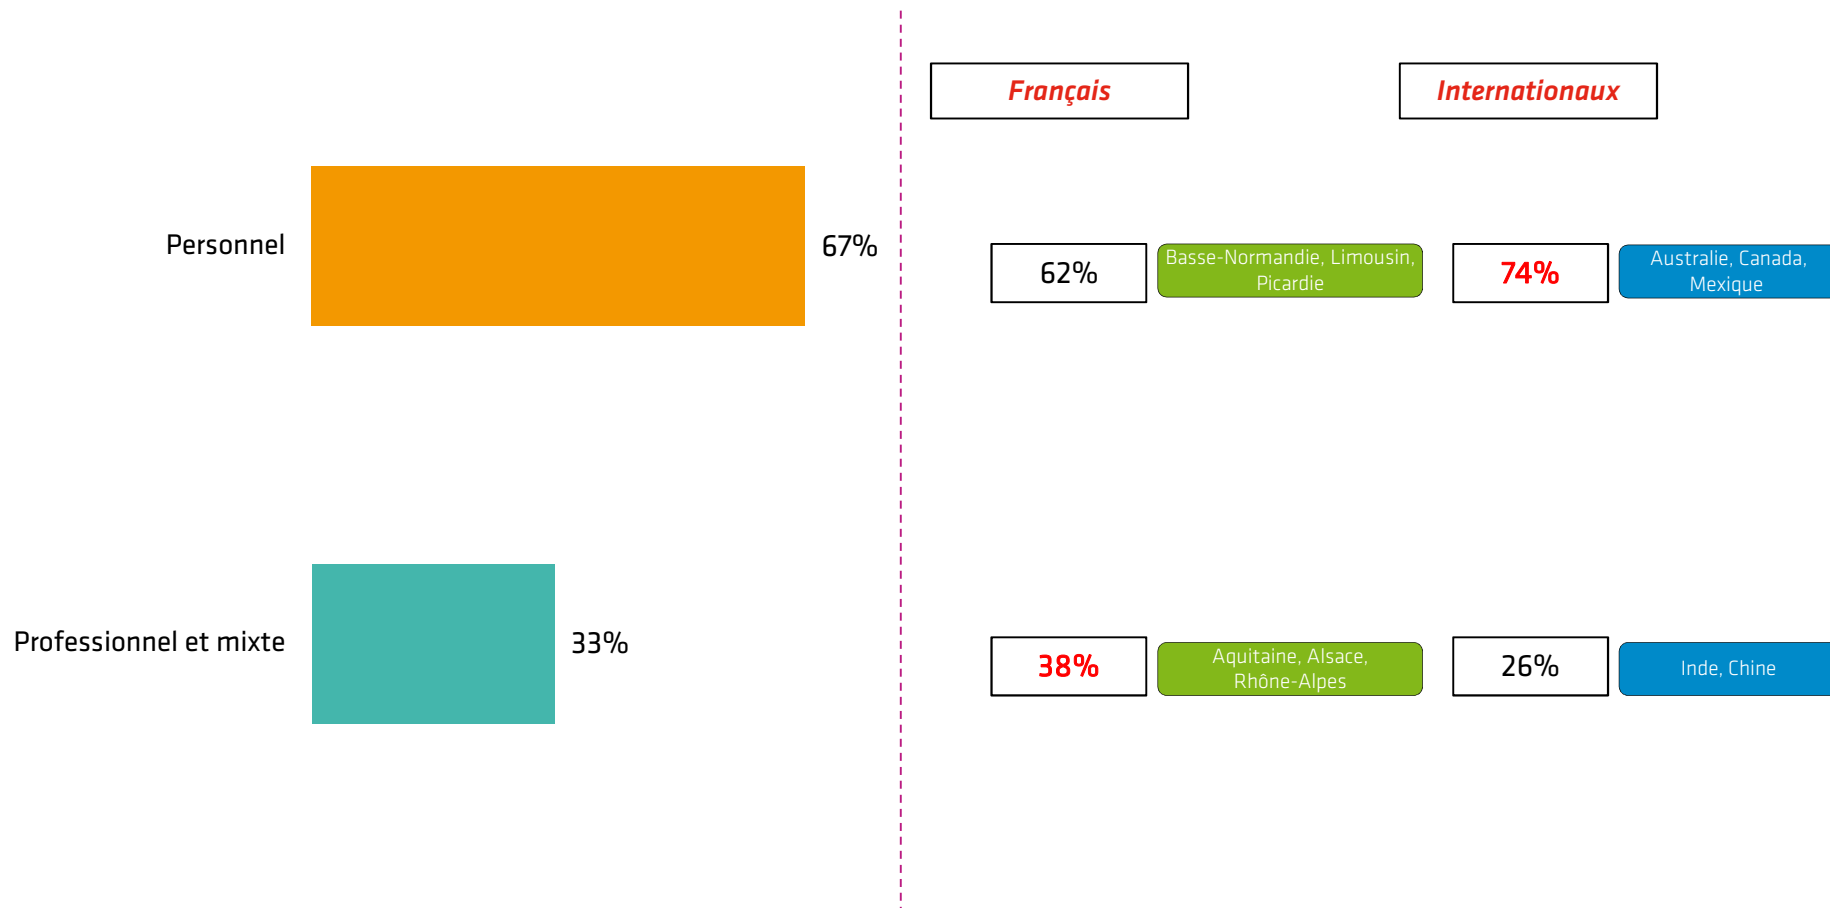 Français
Internationaux
Personnel
67%
62%
Basse-Normandie, Limousin,
Picardie
74%
Australie, Canada,
Mexique
Professionnel et mixte
33%
38%
Aquitaine, Alsace,
Rhône-Alpes
26%
Inde, Chine